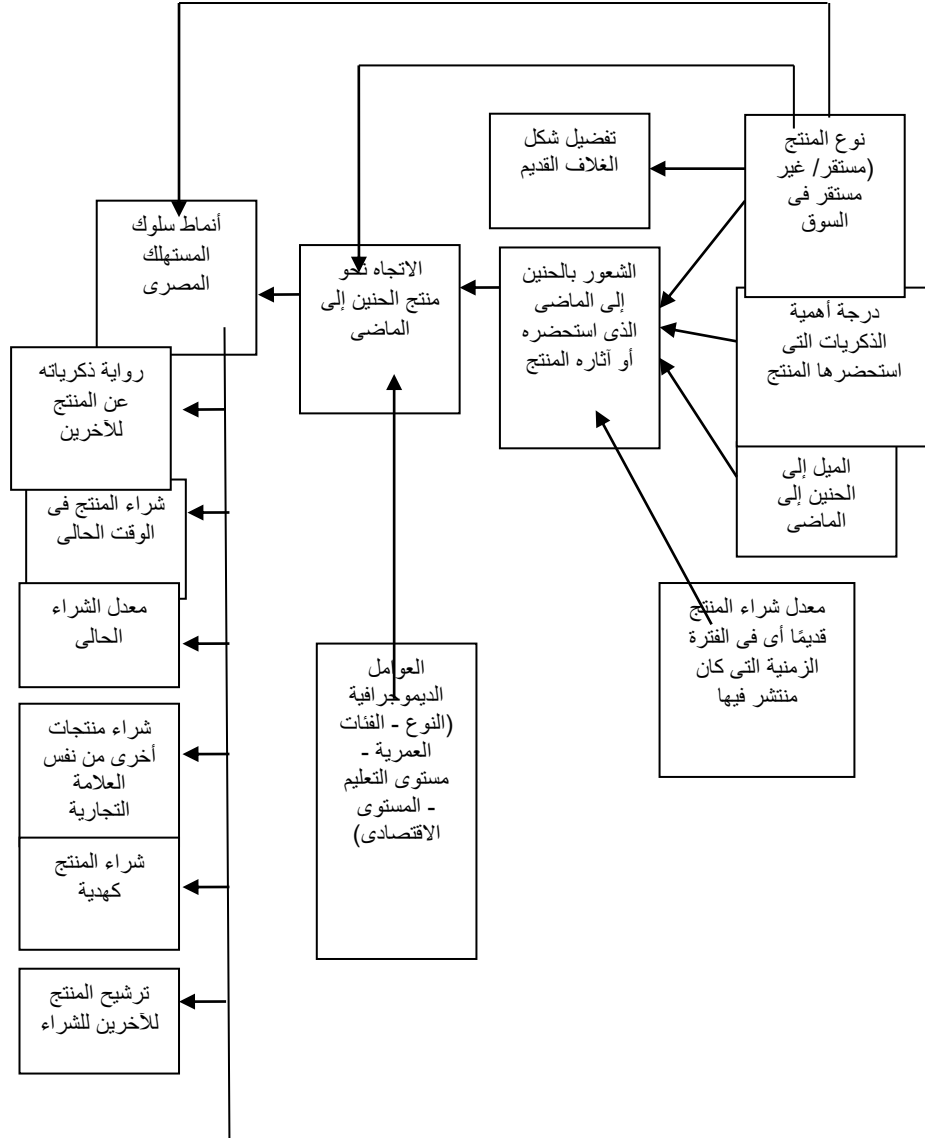 نوع المنتج
(مستقر/ غير
مستقر فى
السوق
تفضيل شكل
الغلاف القديم
أنماط سلوك
المستهلك
المصرى
الاتجاه نحو
منتج الحنين إلى
الماضى
الشعور بالحنين
إلى الماضى
الذى استحضره
أو آثاره المنتج
درجة أهمية
الذكريات التى
استحضرها المنتج
الميل إلى
الحنين إلى
الماضى
رواية ذكرياته
عن المنتج
للآخرين
شراء المنتج فى
الوقت الحالى
معدل الشراء
الحالى
شراء منتجات
أخرى من نفس
العلامة
التجارية
شراء المنتج
كهدية
ترشيح المنتج
للآخرين للشراء
العوامل
الديموجرافية
(النوع - الفئات
العمرية -
مستوى التعليم
- المستوى
الاقتصادى)
معدل شراء المنتج
قديمًا أى فى الفترة
الزمنية التى كان
منتشر فيها